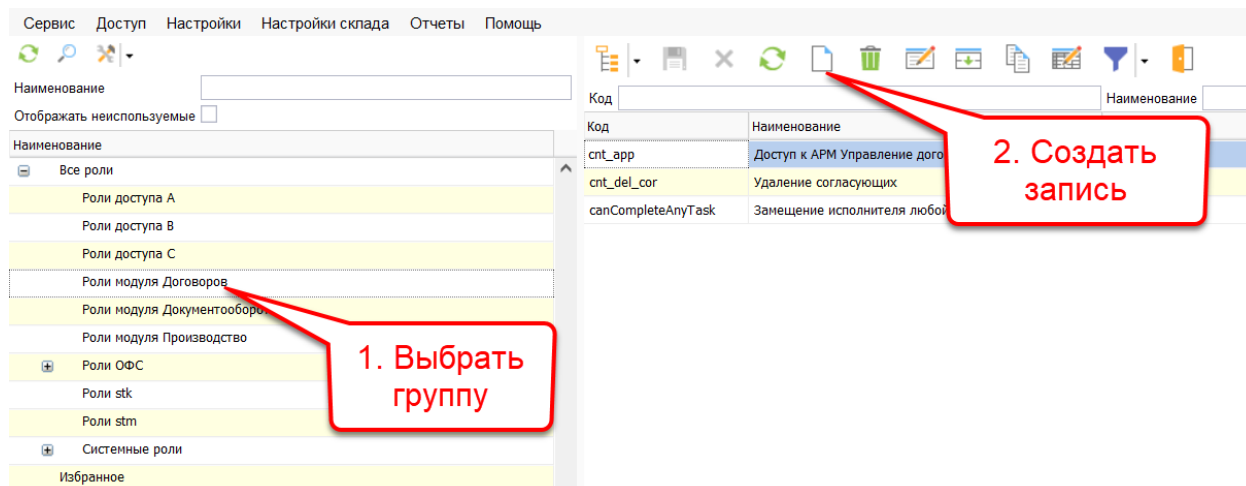 Сервис Доступ Настройки Настройки склада Отчеты Помощь
Наименование
Отображать неиспользуемые
Наименование
Все роли
Роли доступа A
Роли доступа B
Роли доступа C
Роли модуля Договоров
Роли модуля Документооборо
Роли модуля Производство
Роли ОФС
Роли stk
Роли stm
Системные роли
Избранное
1. Выбрать
группу
Код Наименование
Код Наименование
cnt_app Доступ к АРМ Управление дого
cnt_del_cor Удаление согласующих
canCompleteAnyTask Замещение исполнителя любой
2. Создать
запись